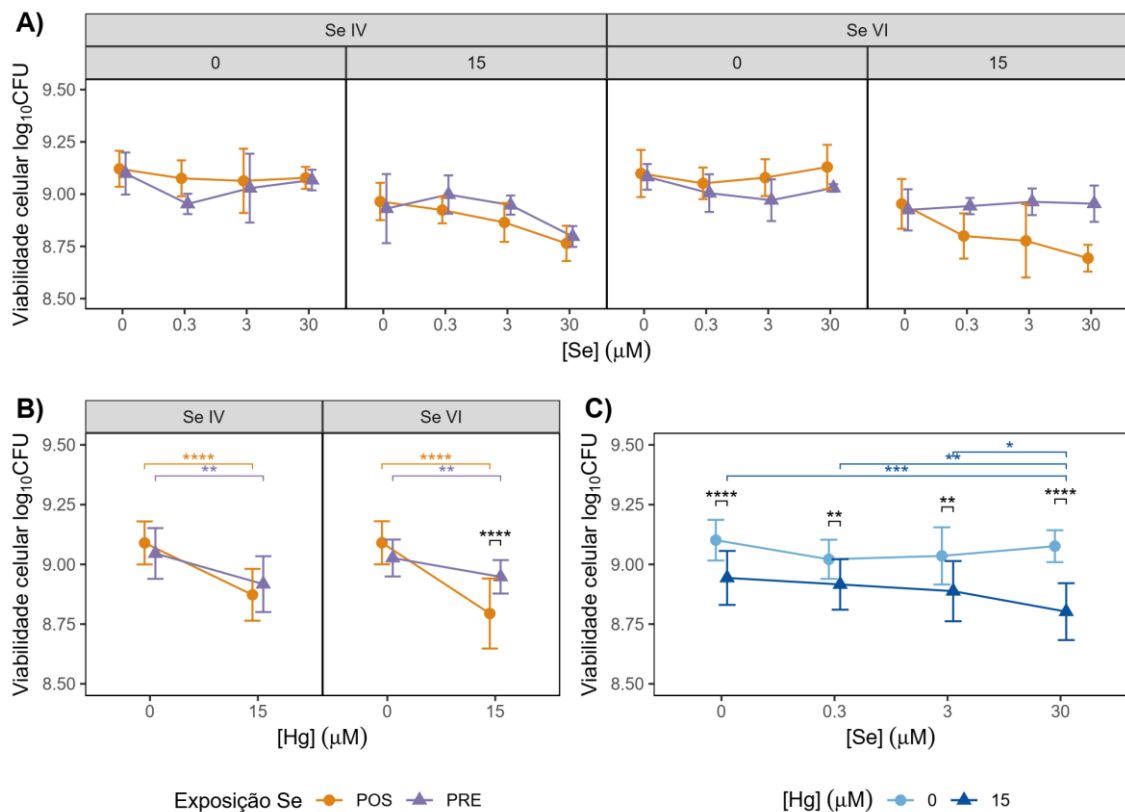 A)
Se IV Se VI
0 15 0 15
Viabilidade celular log₁₀CFU
9.50
9.25
9.00
8.75
8.50
0 0.3 3 30 0 0.3 3 30 0 0.3 3 30 0 0.3 3 30
[Se] (μM)
B)
Se IV Se VI
Viabilidade celular log₁₀CFU
9.50
9.25
9.00
8.75
8.50
**** ****
** **
****
0 15 0 15
[Hg] (μM)
Exposição Se POS PRE
C)
Viabilidade celular log₁₀CFU
9.50
9.25
9.00
8.75
8.50
*
**
***
**** ** ** ****
0 0.3 3 30
[Se] (μM)
[Hg] (μM) 0 15